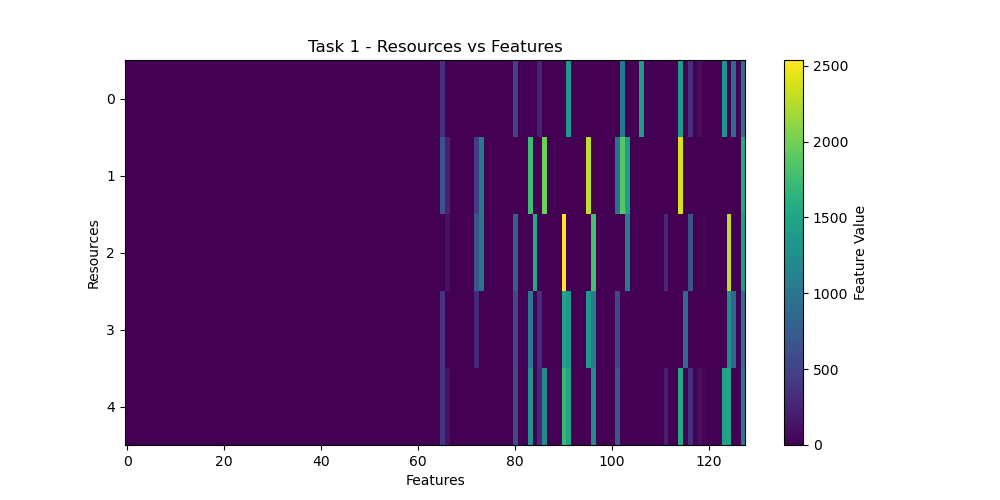 Task 1 - Resources vs Features
0
1
2
3
4
Resources
0 20 40 60 80 100 120
Features
2500
2000
1500
1000
500
0
Feature Value